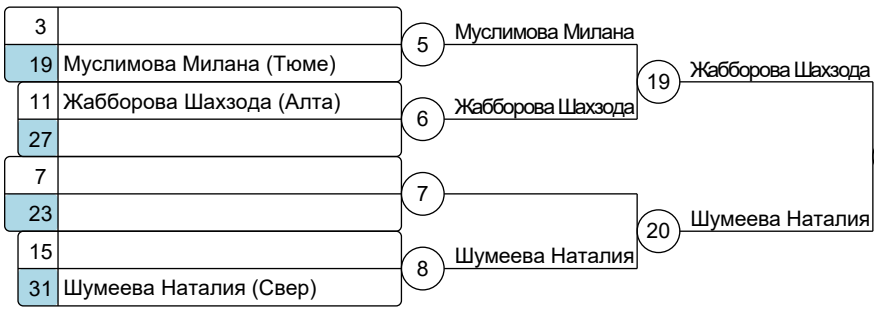 3
19 Муслимова Милана (Тюме)
11 Жабборова Шахзода (Алта)
27
7
23
15
31 Шумеева Наталия (Свер)
5 Муслимова Милана
6 Жабборова Шахзода
7
8 Шумеева Наталия
19 Жабборова Шахзода
20 Шумеева Наталия